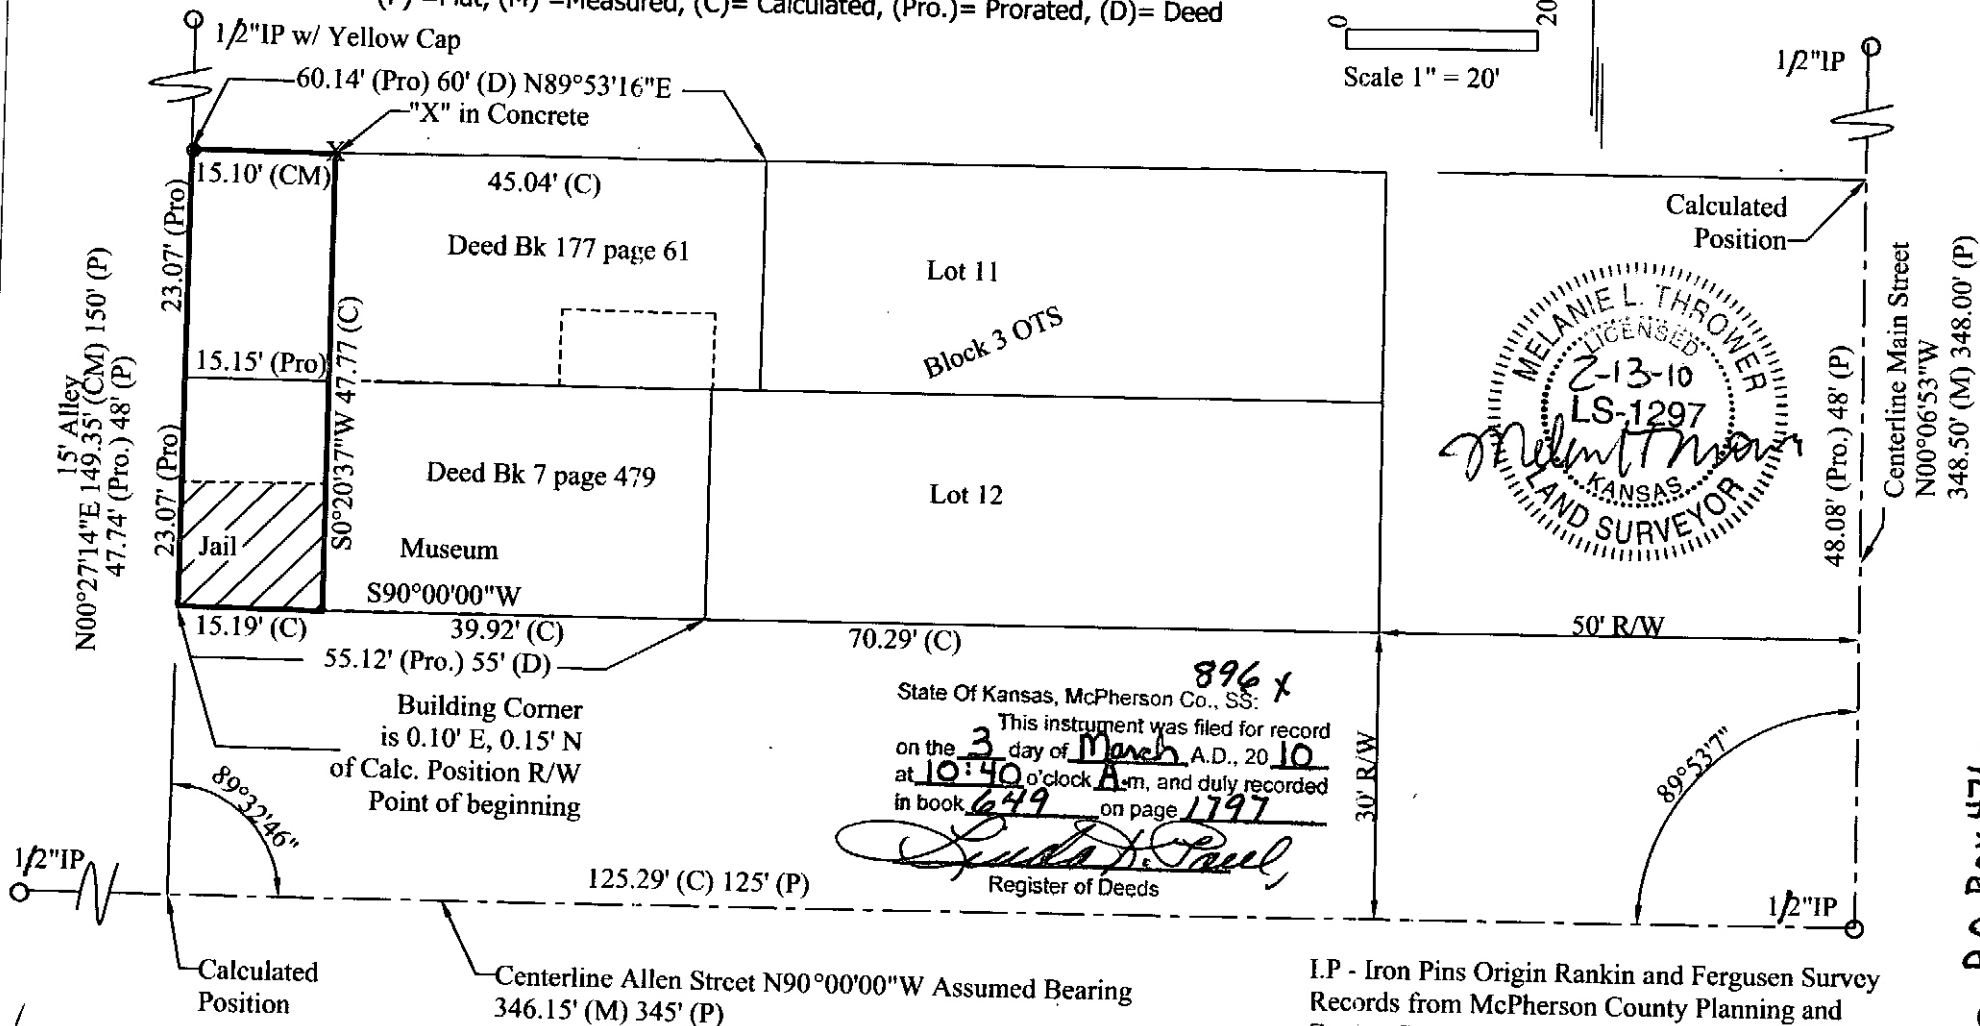 (P) =Plat, (M) =Measured, (C)= Calculated, (Pro.)= Prorated, (D)= Deed
1/2"IP w/ Yellow Cap
60.14' (Pro) 60' (D) N89°53'16"E
"X" in Concrete
0
20
Scale 1" = 20'
1/2"IP
X
15.10' (CM)
45.04' (C)
Calculated
Position
23.07' (Pro)
Deed Bk 177 page 61
Lot 11
Block 3 OTS
15.15' (Pro)
S0°20'37"W 47.77 (C)
15' Alley
N00°27'14"E 149.35' (CM) 150' (P)
47.74' (Pro.) 48' (P)
23.07' (Pro)
Deed Bk 7 page 479
Lot 12
Jail
Museum
S90°00'00"W
MELANIE L. THROWER
LICENSED
2-13-10
LS-1297
KANSAS
LAND SURVEYOR
48.08' (Pro.) 48' (P)
Centerline Main Street
N00°06'53"W
348.50' (M) 348.00' (P)
15.19' (C)
39.92' (C)
70.29' (C)
50' R/W
55.12' (Pro.) 55' (D)
Building Corner
is 0.10' E, 0.15' N
of Calc. Position R/W
Point of beginning
896 x
State Of Kansas, McPherson Co., SS:
This instrument was filed for record
on the 3 day of March A.D., 20 10
at 10:40 o'clock A.m, and duly recorded
in book 649 on page 1797
Register of Deeds
30' R/W
89°32'46"
89°53'7"
1/2"IP
125.29' (C) 125' (P)
1/2"IP
Calculated
Position
Centerline Allen Street N90°00'00"W Assumed Bearing
346.15' (M) 345' (P)
I.P - Iron Pins Origin Rankin and Fergusen Survey
Records from McPherson County Planning and